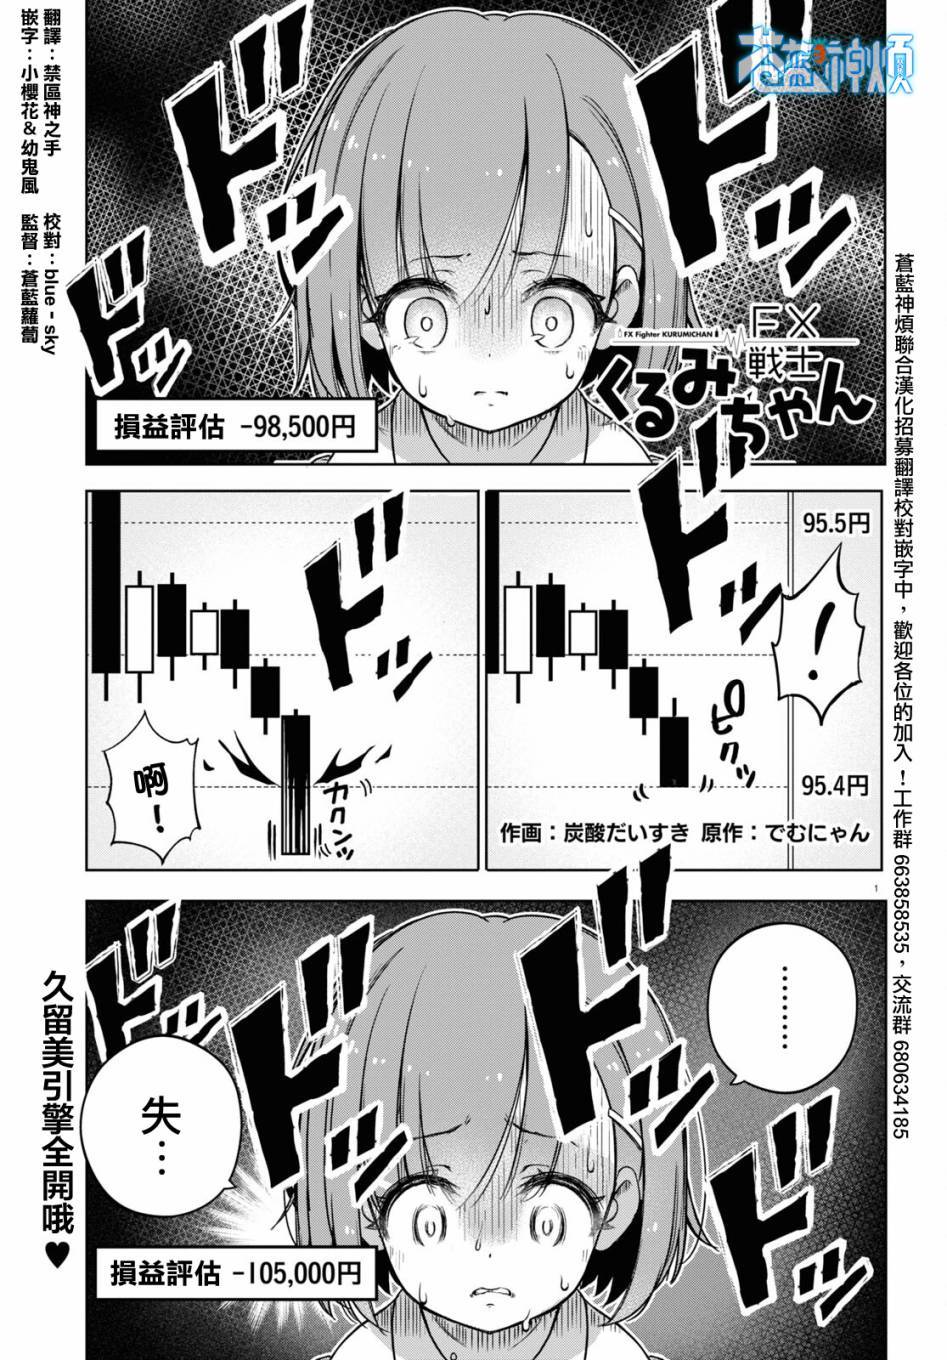 翻譯：禁區神之手　校對：blue-sky
嵌字：小櫻花&幼鬼風　監督：蒼藍蘿蔔
蒼藍神煩
蒼藍神煩聯合漢化招募翻譯校對嵌字中，歡迎各位的加入！工作群 663858535，交流群 680634185
ドドッ
ドドッ
ドドッ
FX Fighter KURUMICHAN
FX
戦士
くるみちゃん
損益評估 -98,500円
95.5円
！
ドドッ
ピクッ
95.4円
作画：炭酸だいすき 原作：でむにゃん
ドドッ
啊！
カクンッ
1
………
ドドッ
ドドッ
ドドッ
失…
損益評估 -105,000円
久留美引擎全開哦♥